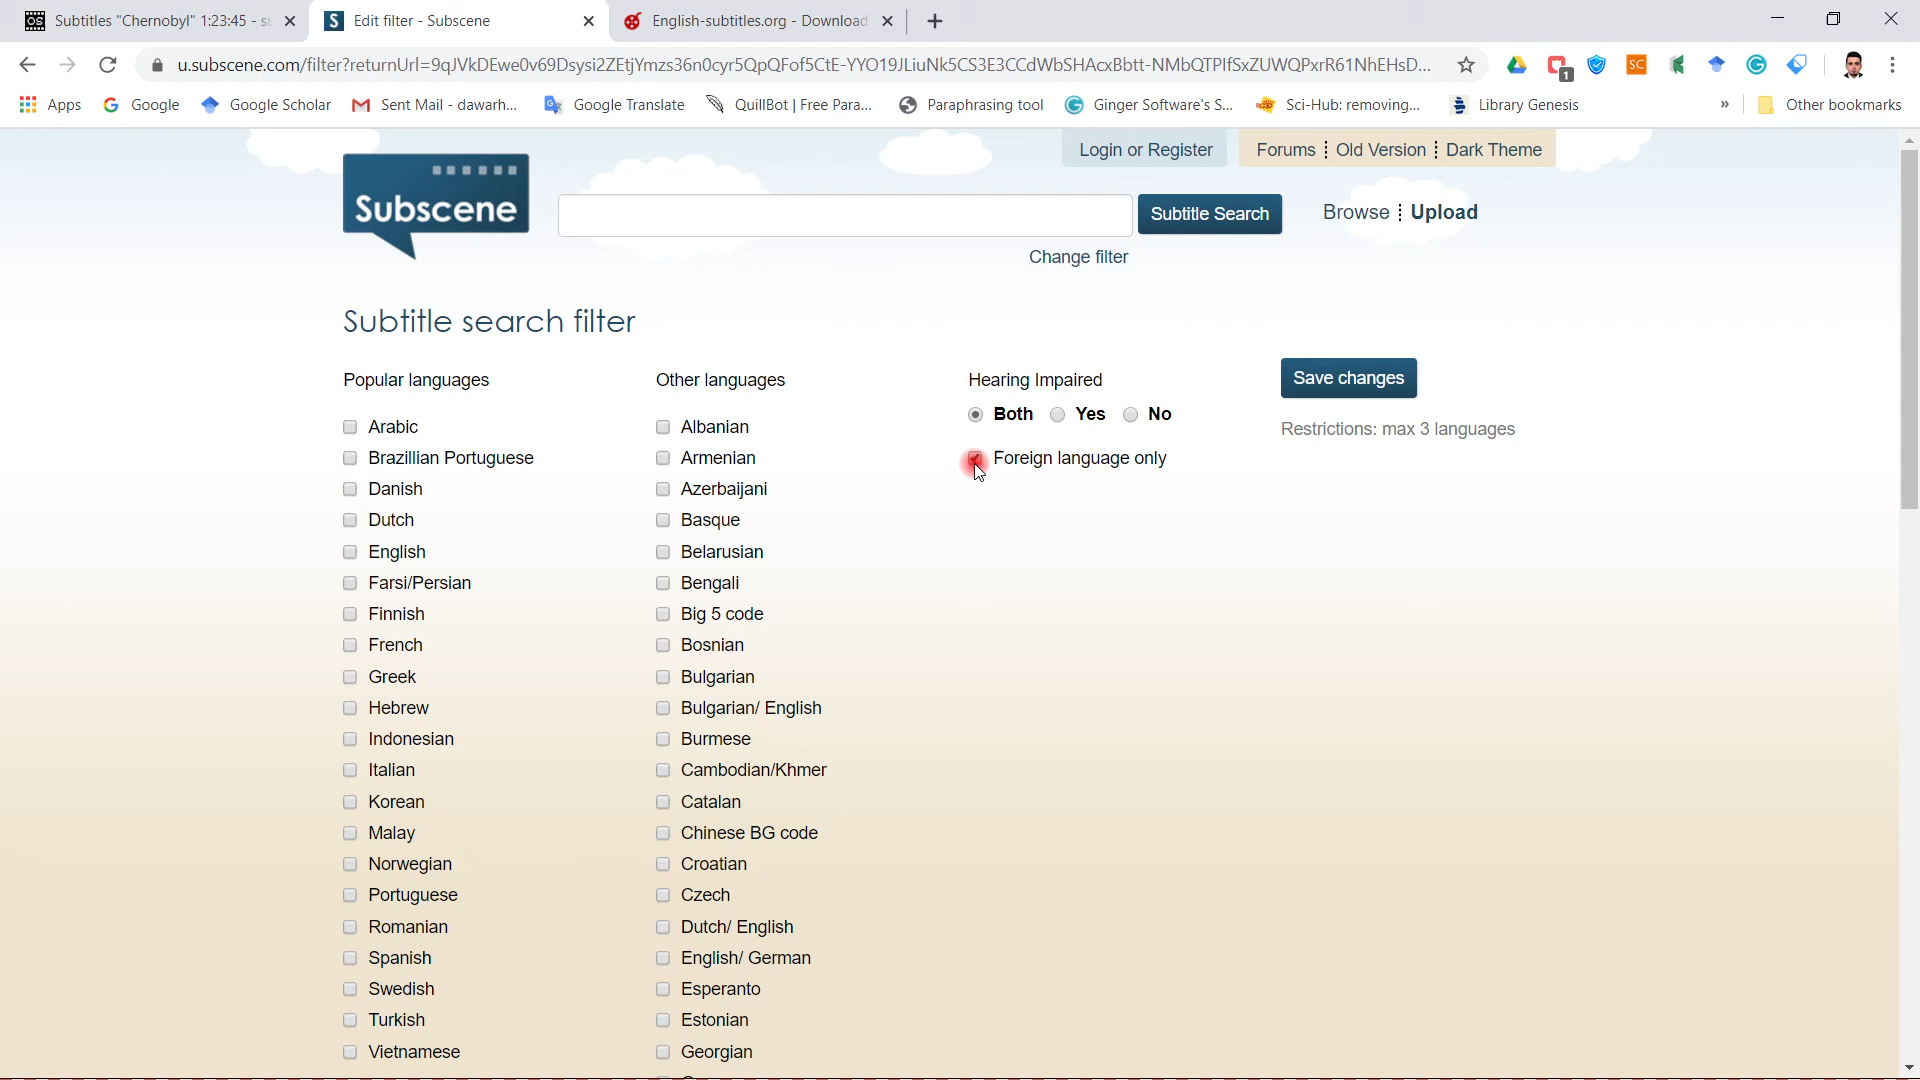 Subtitles "Chernobyl" 1:23:45 - su
Edit filter - Subscene
English-subtitles.org - Download
u.subscene.com/filter?returnUrl=9qJVkDEwe0v69Dsysi2ZEtjYmzs36n0cyr5QpQFof5CtE-YYO19JLiuNk5CS3E3CCdWbSHAcxBbtt-NMbQTPIfSxZUWQPxrR61NhEHsD...
1
Apps
Google
Google Scholar
Sent Mail - dawarh...
Google Translate
QuillBot | Free Para...
Paraphrasing tool
Ginger Software's S...
Sci-Hub: removing...
Library Genesis
»
Other bookmarks
Login or Register
Forums
Old Version
Dark Theme
Subscene
Subtitle Search
Browse
Upload
Change filter
Subtitle search filter
Popular languages
Arabic
Brazillian Portuguese
Danish
Dutch
English
Farsi/Persian
Finnish
French
Greek
Hebrew
Indonesian
Italian
Korean
Malay
Norwegian
Portuguese
Romanian
Spanish
Swedish
Turkish
Vietnamese
Other languages
Albanian
Armenian
Azerbaijani
Basque
Belarusian
Bengali
Big 5 code
Bosnian
Bulgarian
Bulgarian/ English
Burmese
Cambodian/Khmer
Catalan
Chinese BG code
Croatian
Czech
Dutch/ English
English/ German
Esperanto
Estonian
Georgian
Hearing Impaired
Both Yes No
Foreign language only
Save changes
Restrictions: max 3 languages